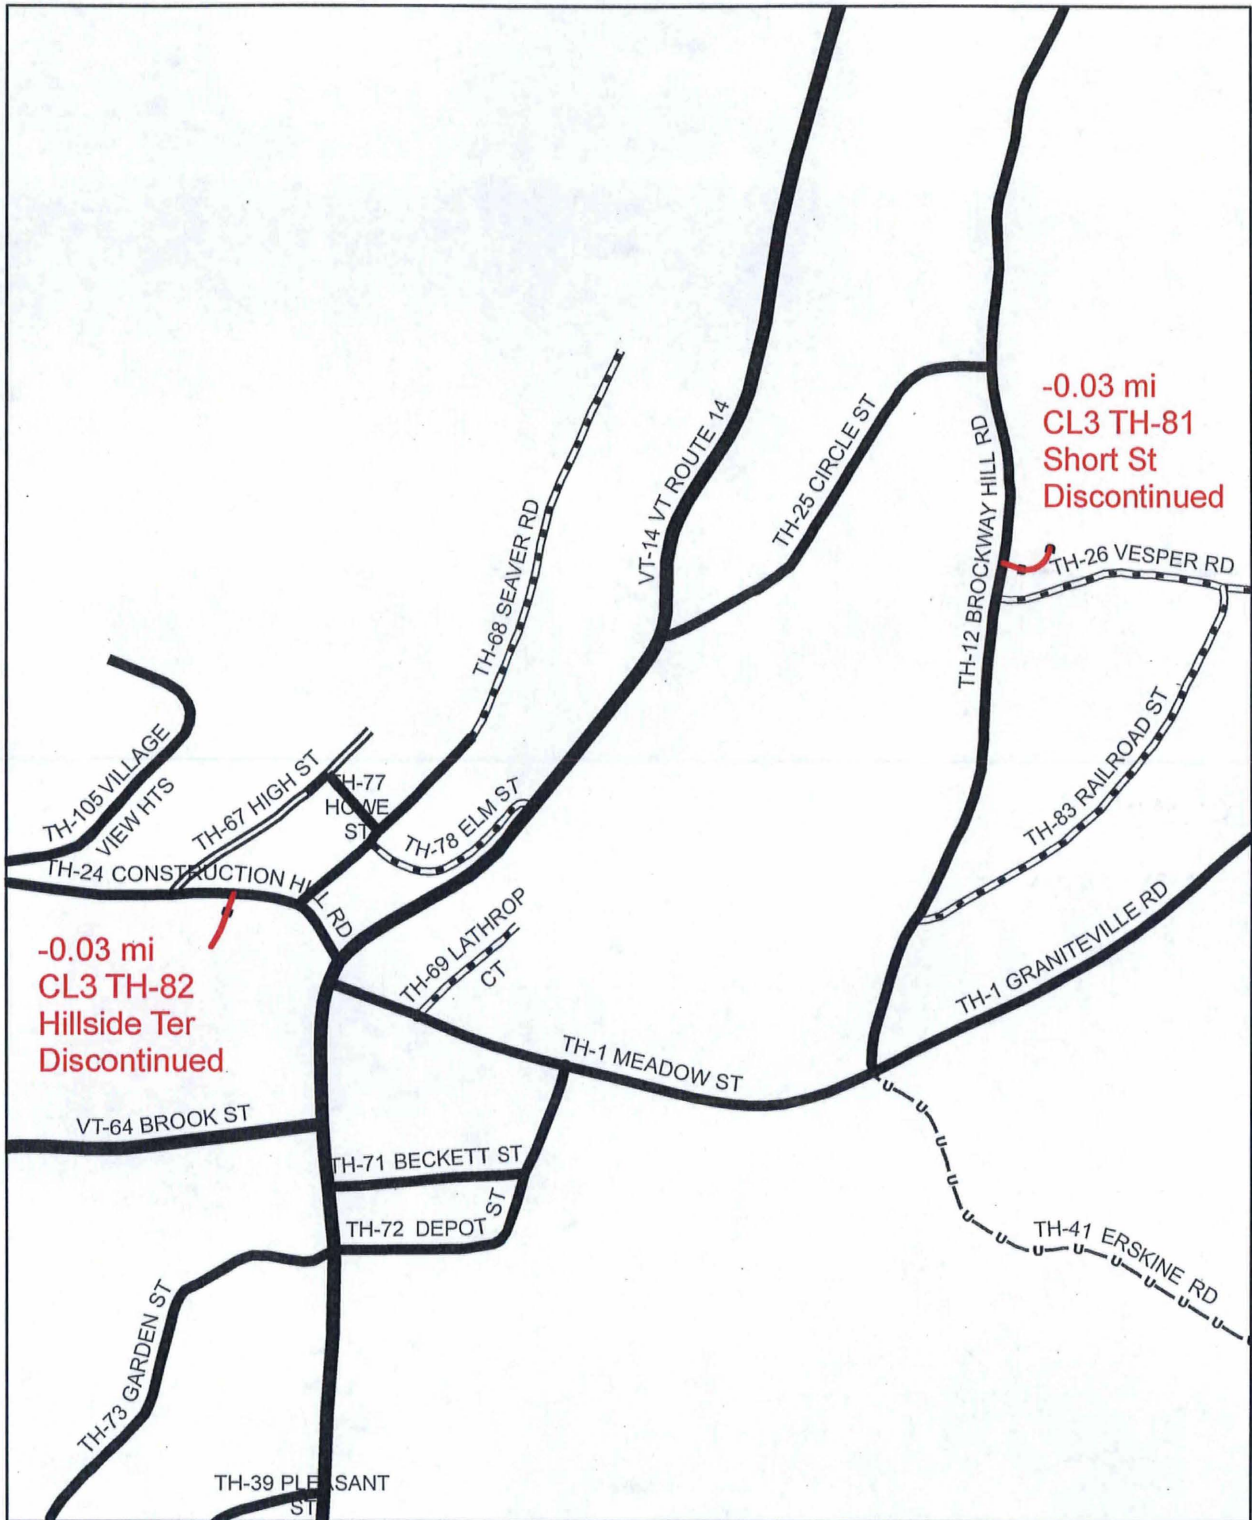 -0.03 mi
CL3 TH-81
Short St
Discontinued
VT-14 VT ROUTE 14
TH-25 CIRCLE ST
TH-12 BROCKWAY HILL RD
TH-26 VESPER RD
TH-68 SEAVER RD
TH-83 RAILROAD ST
TH-105 VILLAGE
VIEW HTS
TH-67 HIGH ST
TH-77
HOWE
ST
TH-78 ELM ST
TH-24 CONSTRUCTION HILL RD
-0.03 mi
CL3 TH-82
Hillside Ter
Discontinued
TH-69 LATHROP
CT
TH-1 GRANITEVILLE RD
TH-1 MEADOW ST
VT-64 BROOK ST
TH-71 BECKETT ST
TH-72 DEPOT ST
TH-41 ERSKINE RD
U U U U U U U U U U U U U
TH-73 GARDEN ST
TH-39 PLEASANT
ST